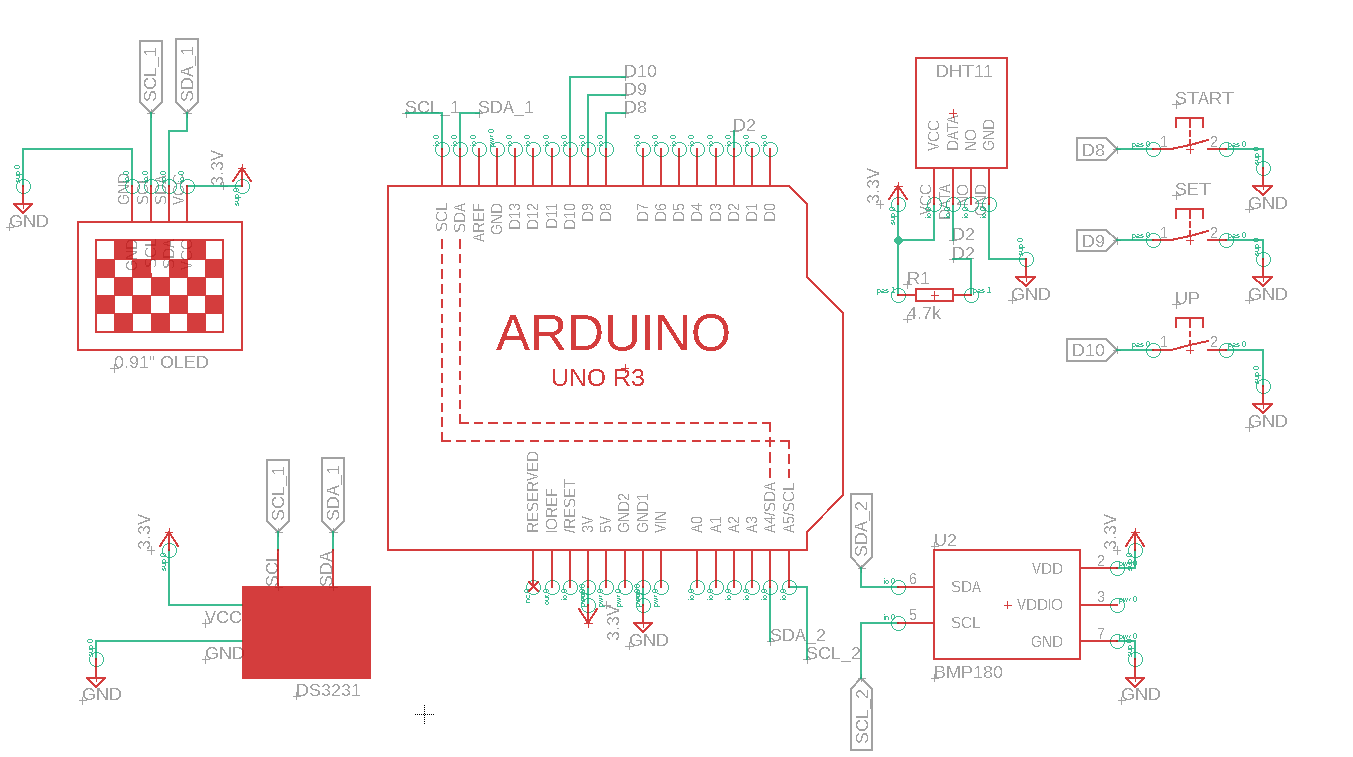 SCL_1
SDA_1
3.3V
GND
SCL
SDA
VCC
GND
GND
SCL
SDA
VCC
0.91" OLED
SCL_1
SDA_1
D10
D9
D8
D2
SCL
SDA
AREF
GND
D13
D12
D11
D10
D9
D8
D7
D6
D5
D4
D3
D2
D1
D0
ARDUINO
UNO R3
RESERVED
IOREF
/RESET
3V
5V
GND2
GND1
VIN
A0
A1
A2
A3
A4/SDA
A5/SCL
3.3V
GND
SDA_2
SCL_2
DHT11
VCC
DATA
NO
GND
3.3V
VCC
DATA
NO
GND
D2
D2
R1
4.7k
GND
START
D8
1
2
GND
SET
D9
1
2
GND
UP
D10
1
2
GND
SCL_1
SDA_1
3.3V
SCL
SDA
VCC
GND
GND
DS3231
SDA_2
SCL_2
U2
6
SDA
5
SCL
VDD
2
VDDIO
3
GND
7
BMP180
3.3V
GND